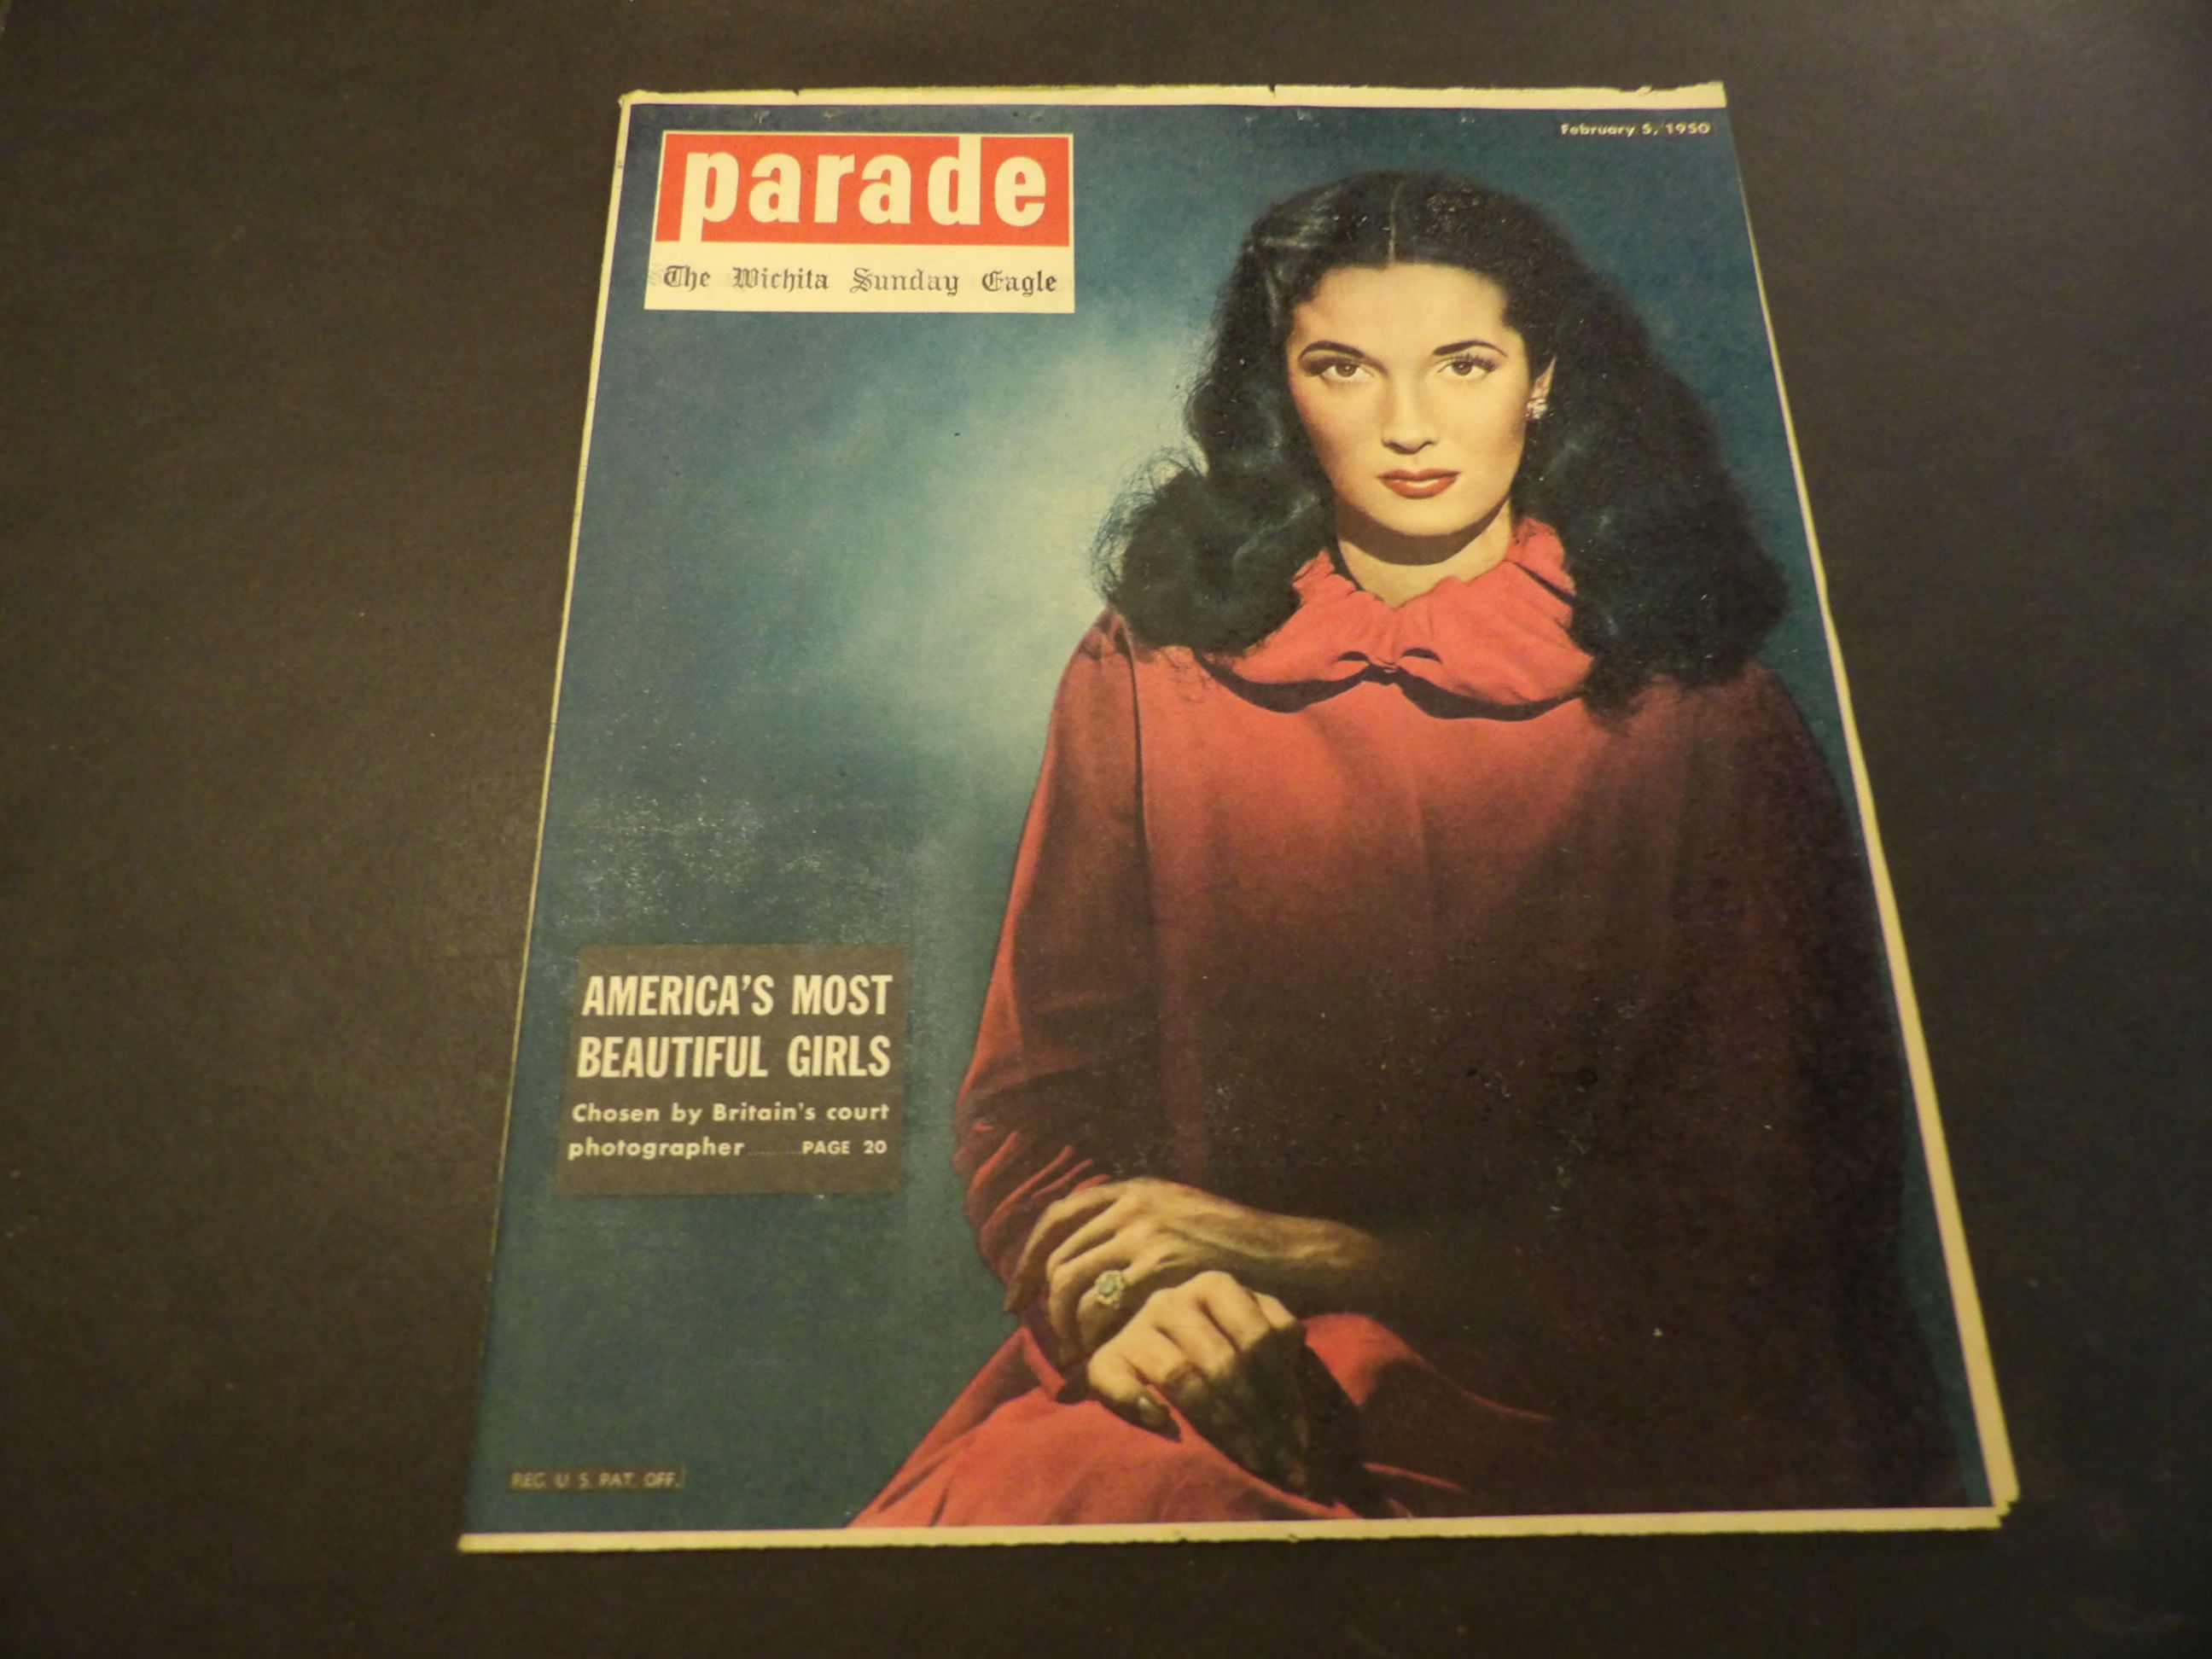 February 5, 1950
parade
The Wichita Sunday Eagle
AMERICA'S MOST
BEAUTIFUL GIRLS
Chosen by Britain's court
photographer........PAGE 20
REG. U. S. PAT. OFF.